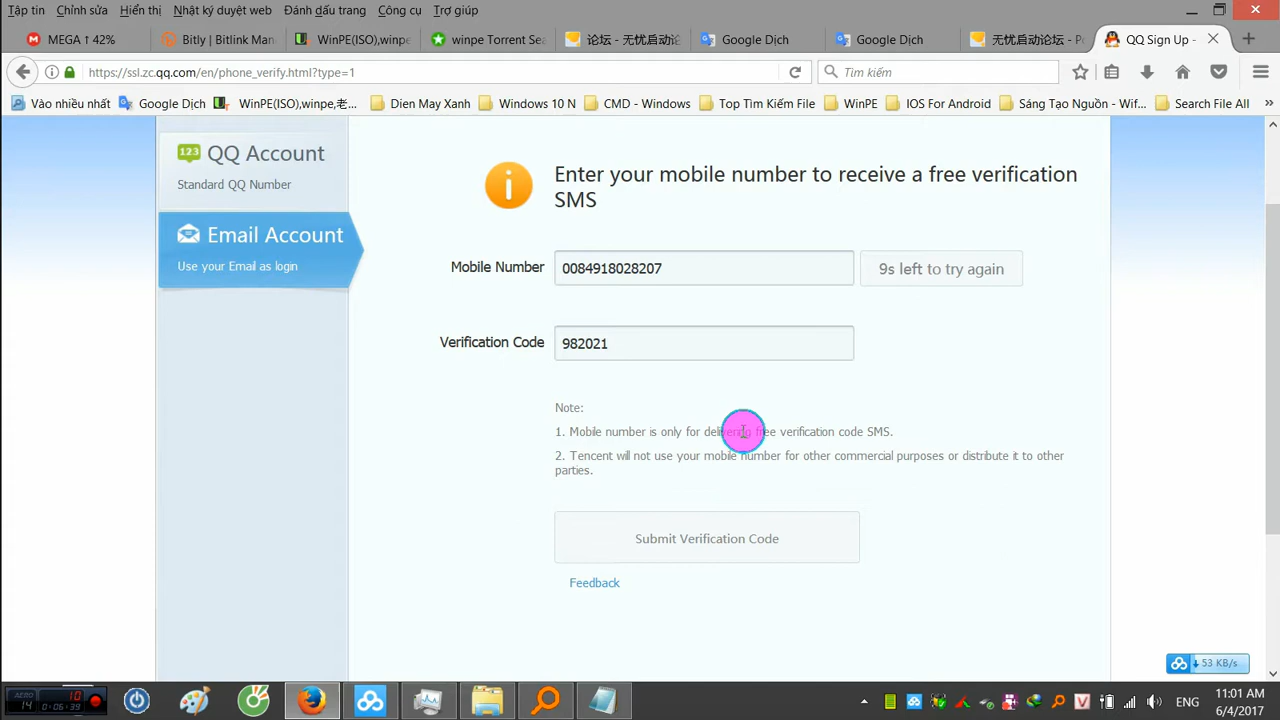 Tập tin Chỉnh sửa Hiển thị Nhật ký duyệt web Đánh dấu trang Công cụ Trợ giúp
MEGA ↑ 42% Bitly | Bitlink Man WinPE(ISO),winpe winpe Torrent Sea 论坛 - 无忧启动论 Google Dịch Google Dịch 无忧启动论坛 - Po QQ Sign Up -
https://ssl.zc.qq.com/en/phone_verify.html?type=1 Tìm kiếm
Vào nhiều nhất Google Dịch WinPE(ISO),winpe,老... Dien May Xanh Windows 10 N CMD - Windows Top Tìm Kiếm File WinPE IOS For Android Sáng Tạo Nguồn - Wif... Search File All »
123 QQ Account
Standard QQ Number
Email Account
Use your Email as login
Enter your mobile number to receive a free verification
SMS
Mobile Number 0084918028207 9s left to try again
Verification Code 982021
Note:
1. Mobile number is only for delivering free verification code SMS.
2. Tencent will not use your mobile number for other commercial purposes or distribute it to other
parties.
Submit Verification Code
Feedback
53 KB/s
AERO 14 10 0:06:39
ENG 11:01 AM
6/4/2017